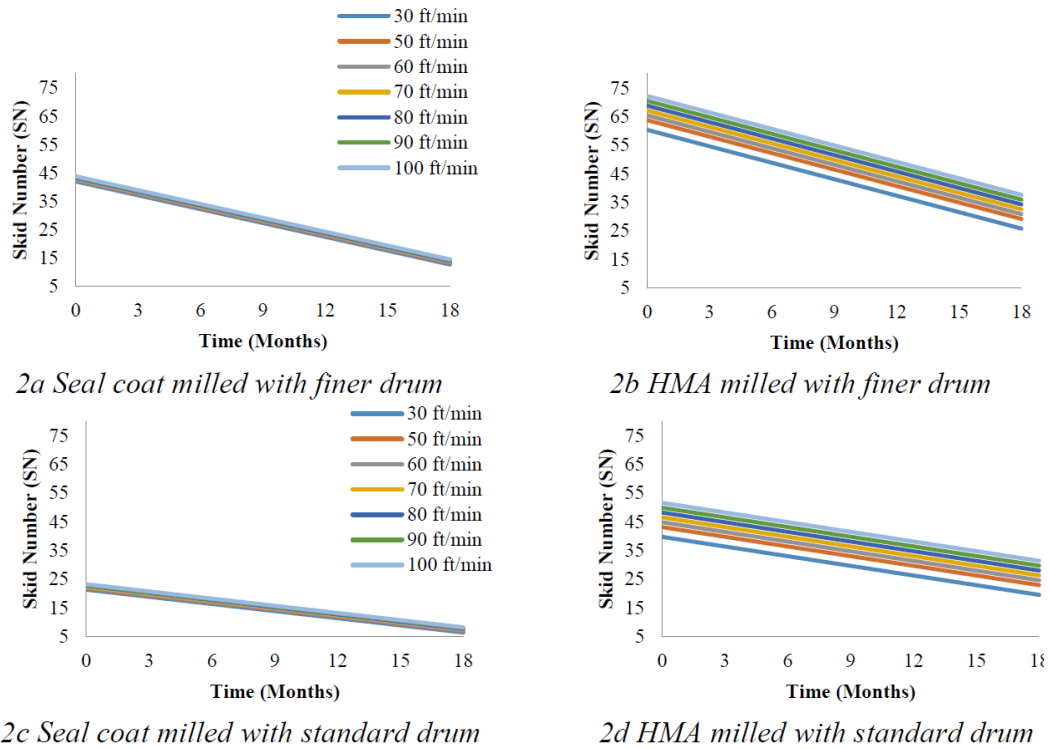 30 ft/min
50 ft/min
60 ft/min
70 ft/min
80 ft/min
90 ft/min
100 ft/min
Skid Number (SN)
75
65
55
45
35
25
15
5
0 3 6 9 12 15 18
Time (Months)
2a Seal coat milled with finer drum
Skid Number (SN)
75
65
55
45
35
25
15
5
0 3 6 9 12 15 18
Time (Months)
2b HMA milled with finer drum
30 ft/min
50 ft/min
60 ft/min
70 ft/min
80 ft/min
90 ft/min
100 ft/min
Skid Number (SN)
75
65
55
45
35
25
15
5
0 3 6 9 12 15 18
Time (Months)
2c Seal coat milled with standard drum
Skid Number (SN)
75
65
55
45
35
25
15
5
0 3 6 9 12 15 18
Time (Months)
2d HMA milled with standard drum